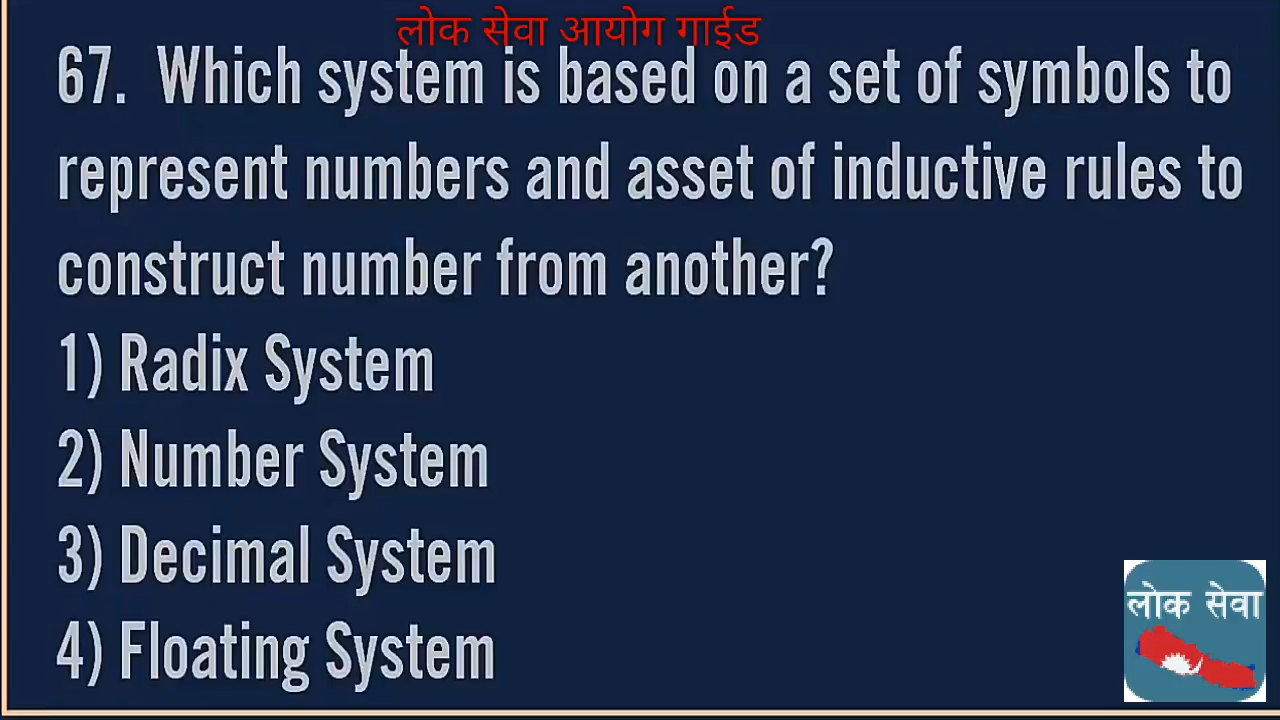 लोक सेवा आयोग गाईड
67. Which system is based on a set of symbols to
represent numbers and asset of inductive rules to
construct number from another?
1) Radix System
2) Number System
3) Decimal System
4) Floating System
लोक सेवा